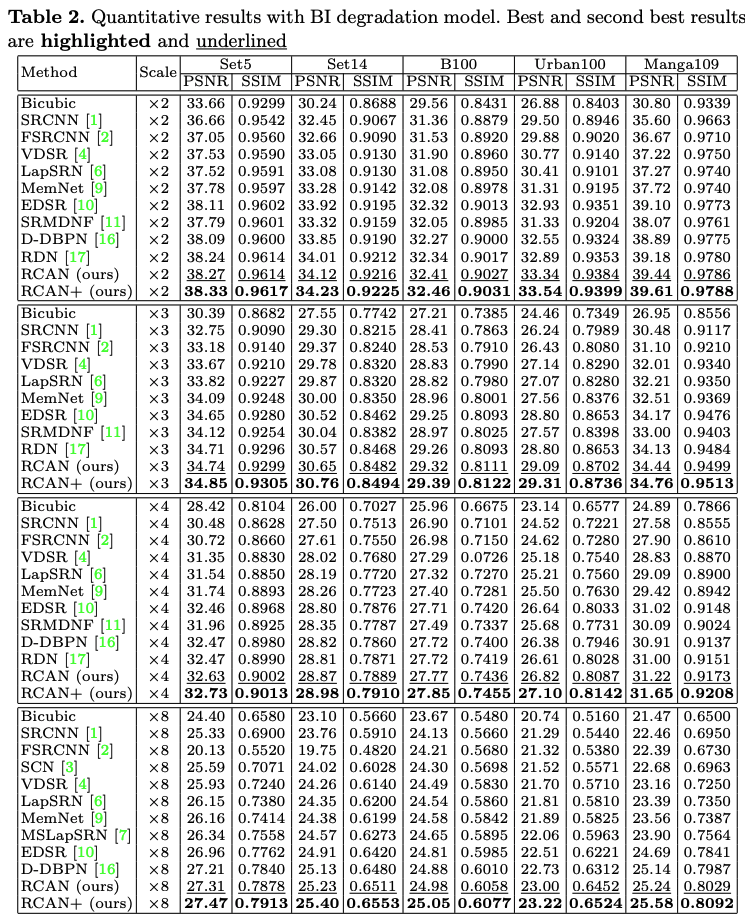 Table 2. Quantitative results with BI degradation model. Best and second best results
are highlighted and underlined
Method Scale Set5 Set14 B100 Urban100 Manga109
PSNR SSIM PSNR SSIM PSNR SSIM PSNR SSIM PSNR SSIM
Bicubic ×2 33.66 0.9299 30.24 0.8688 29.56 0.8431 26.88 0.8403 30.80 0.9339
SRCNN [1] ×2 36.66 0.9542 32.45 0.9067 31.36 0.8879 29.50 0.8946 35.60 0.9663
FSRCNN [2] ×2 37.05 0.9560 32.66 0.9090 31.53 0.8920 29.88 0.9020 36.67 0.9710
VDSR [4] ×2 37.53 0.9590 33.05 0.9130 31.90 0.8960 30.77 0.9140 37.22 0.9750
LapSRN [6] ×2 37.52 0.9591 33.08 0.9130 31.08 0.8950 30.41 0.9101 37.27 0.9740
MemNet [9] ×2 37.78 0.9597 33.28 0.9142 32.08 0.8978 31.31 0.9195 37.72 0.9740
EDSR [10] ×2 38.11 0.9602 33.92 0.9195 32.32 0.9013 32.93 0.9351 39.10 0.9773
SRMDNF [11] ×2 37.79 0.9601 33.32 0.9159 32.05 0.8985 31.33 0.9204 38.07 0.9761
D-DBPN [16] ×2 38.09 0.9600 33.85 0.9190 32.27 0.9000 32.55 0.9324 38.89 0.9775
RDN [17] ×2 38.24 0.9614 34.01 0.9212 32.34 0.9017 32.89 0.9353 39.18 0.9780
RCAN (ours) ×2 38.27 0.9614 34.12 0.9216 32.41 0.9027 33.34 0.9384 39.44 0.9786
RCAN+ (ours) ×2 38.33 0.9617 34.23 0.9225 32.46 0.9031 33.54 0.9399 39.61 0.9788
Bicubic ×3 30.39 0.8682 27.55 0.7742 27.21 0.7385 24.46 0.7349 26.95 0.8556
SRCNN [1] ×3 32.75 0.9090 29.30 0.8215 28.41 0.7863 26.24 0.7989 30.48 0.9117
FSRCNN [2] ×3 33.18 0.9140 29.37 0.8240 28.53 0.7910 26.43 0.8080 31.10 0.9210
VDSR [4] ×3 33.67 0.9210 29.78 0.8320 28.83 0.7990 27.14 0.8290 32.01 0.9340
LapSRN [6] ×3 33.82 0.9227 29.87 0.8320 28.82 0.7980 27.07 0.8280 32.21 0.9350
MemNet [9] ×3 34.09 0.9248 30.00 0.8350 28.96 0.8001 27.56 0.8376 32.51 0.9369
EDSR [10] ×3 34.65 0.9280 30.52 0.8462 29.25 0.8093 28.80 0.8653 34.17 0.9476
SRMDNF [11] ×3 34.12 0.9254 30.04 0.8382 28.97 0.8025 27.57 0.8398 33.00 0.9403
RDN [17] ×3 34.71 0.9296 30.57 0.8468 29.26 0.8093 28.80 0.8653 34.13 0.9484
RCAN (ours) ×3 34.74 0.9299 30.65 0.8482 29.32 0.8111 29.09 0.8702 34.44 0.9499
RCAN+ (ours) ×3 34.85 0.9305 30.76 0.8494 29.39 0.8122 29.31 0.8736 34.76 0.9513
Bicubic ×4 28.42 0.8104 26.00 0.7027 25.96 0.6675 23.14 0.6577 24.89 0.7866
SRCNN [1] ×4 30.48 0.8628 27.50 0.7513 26.90 0.7101 24.52 0.7221 27.58 0.8555
FSRCNN [2] ×4 30.72 0.8660 27.61 0.7550 26.98 0.7150 24.62 0.7280 27.90 0.8610
VDSR [4] ×4 31.35 0.8830 28.02 0.7680 27.29 0.0726 25.18 0.7540 28.83 0.8870
LapSRN [6] ×4 31.54 0.8850 28.19 0.7720 27.32 0.7270 25.21 0.7560 29.09 0.8900
MemNet [9] ×4 31.74 0.8893 28.26 0.7723 27.40 0.7281 25.50 0.7630 29.42 0.8942
EDSR [10] ×4 32.46 0.8968 28.80 0.7876 27.71 0.7420 26.64 0.8033 31.02 0.9148
SRMDNF [11] ×4 31.96 0.8925 28.35 0.7787 27.49 0.7337 25.68 0.7731 30.09 0.9024
D-DBPN [16] ×4 32.47 0.8980 28.82 0.7860 27.72 0.7400 26.38 0.7946 30.91 0.9137
RDN [17] ×4 32.47 0.8990 28.81 0.7871 27.72 0.7419 26.61 0.8028 31.00 0.9151
RCAN (ours) ×4 32.63 0.9002 28.87 0.7889 27.77 0.7436 26.82 0.8087 31.22 0.9173
RCAN+ (ours) ×4 32.73 0.9013 28.98 0.7910 27.85 0.7455 27.10 0.8142 31.65 0.9208
Bicubic ×8 24.40 0.6580 23.10 0.5660 23.67 0.5480 20.74 0.5160 21.47 0.6500
SRCNN [1] ×8 25.33 0.6900 23.76 0.5910 24.13 0.5660 21.29 0.5440 22.46 0.6950
FSRCNN [2] ×8 20.13 0.5520 19.75 0.4820 24.21 0.5680 21.32 0.5380 22.39 0.6730
SCN [3] ×8 25.59 0.7071 24.02 0.6028 24.30 0.5698 21.52 0.5571 22.68 0.6963
VDSR [4] ×8 25.93 0.7240 24.26 0.6140 24.49 0.5830 21.70 0.5710 23.16 0.7250
LapSRN [6] ×8 26.15 0.7380 24.35 0.6200 24.54 0.5860 21.81 0.5810 23.39 0.7350
MemNet [9] ×8 26.16 0.7414 24.38 0.6199 24.58 0.5842 21.89 0.5825 23.56 0.7387
MSLapSRN [7] ×8 26.34 0.7558 24.57 0.6273 24.65 0.5895 22.06 0.5963 23.90 0.7564
EDSR [10] ×8 26.96 0.7762 24.91 0.6420 24.81 0.5985 22.51 0.6221 24.69 0.7841
D-DBPN [16] ×8 27.21 0.7840 25.13 0.6480 24.88 0.6010 22.73 0.6312 25.14 0.7987
RCAN (ours) ×8 27.31 0.7878 25.23 0.6511 24.98 0.6058 23.00 0.6452 25.24 0.8029
RCAN+ (ours) ×8 27.47 0.7913 25.40 0.6553 25.05 0.6077 23.22 0.6524 25.58 0.8092